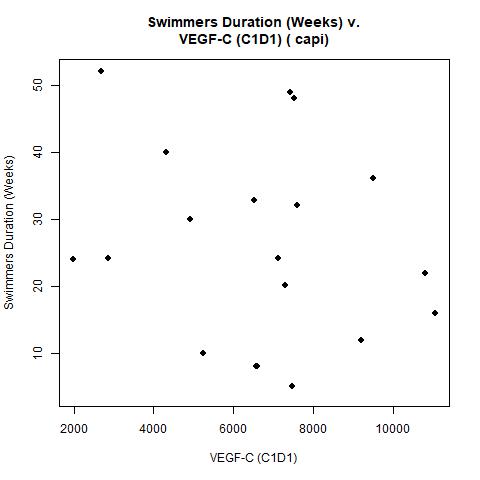 Swimmers Duration (Weeks) v.
VEGF-C (C1D1) ( capi)
Swimmers Duration (Weeks)
50
40
30
20
10
2000 4000 6000 8000 10000
VEGF-C (C1D1)